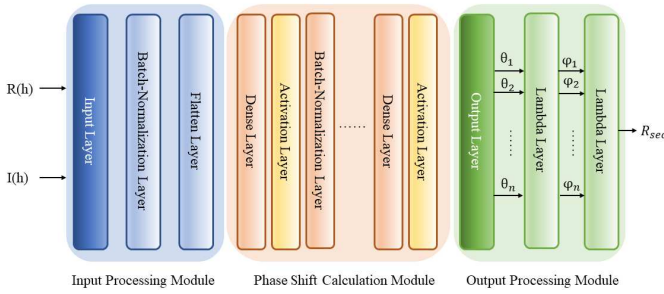 R(h)
I(h)
Input Layer
Batch-Normalization Layer
Flatten Layer
Dense Layer
Activation Layer
Batch-Normalization Layer
......
Dense Layer
Activation Layer
Output Layer
θ₁
θ₂
......
θₙ
Lambda Layer
φ₁
φ₂
......
φₙ
Lambda Layer
R_sec
Input Processing Module
Phase Shift Calculation Module
Output Processing Module